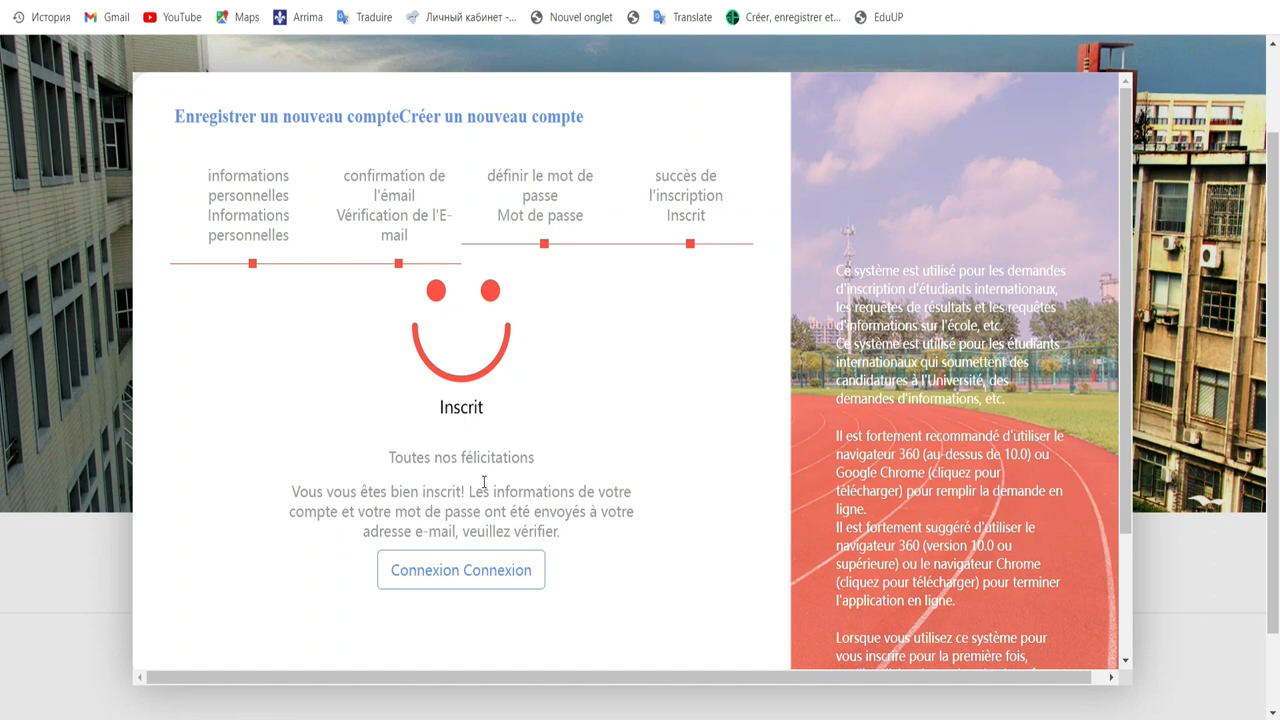 История
Gmail
YouTube
Maps
Arrima
Traduire
Личный кабинет -...
Nouvel onglet
Translate
Créer, enregistrer et...
EduUP
Enregistrer un nouveau compteCréer un nouveau compte
informations
personnelles
Informations
personnelles
confirmation de
l'émail
Vérification de l'E-
mail
définir le mot de
passe
Mot de passe
succès de
l'inscription
Inscrit
Inscrit
Toutes nos félicitations
Vous vous êtes bien inscrit! Les informations de votre
compte et votre mot de passe ont été envoyés à votre
adresse e-mail, veuillez vérifier.
Connexion Connexion
Ce système est utilisé pour les demandes
d'inscription d'étudiants internationaux,
les requêtes de résultats et les requêtes
d'informations sur l'école, etc.
Ce système est utilisé pour les étudiants
internationaux qui soumettent des
candidatures à l'Université, des
demandes d'informations, etc.
Il est fortement recommandé d'utiliser le
navigateur 360 (au-dessus de 10.0) ou
Google Chrome (cliquez pour
télécharger) pour remplir la demande en
ligne.
Il est fortement suggéré d'utiliser le
navigateur 360 (version 10.0 ou
supérieure) ou le navigateur Chrome
(cliquez pour télécharger) pour terminer
l'application en ligne.
Lorsque vous utilisez ce système pour
vous inscrire pour la première fois,